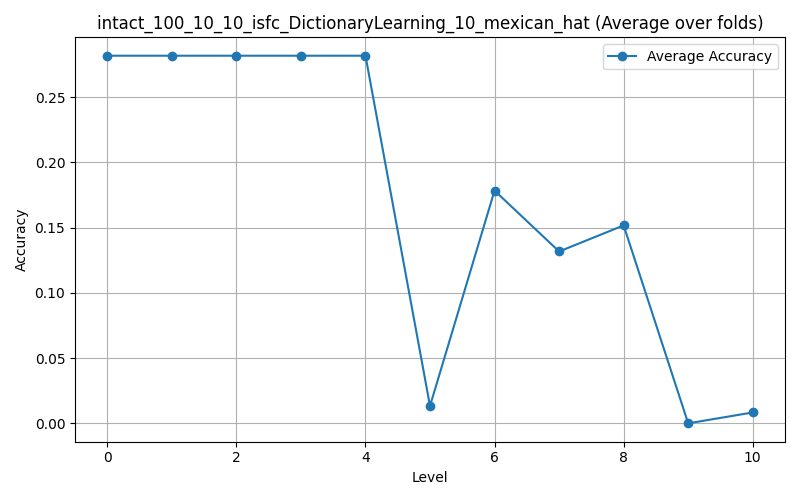 intact_100_10_10_isfc_DictionaryLearning_10_mexican_hat (Average over folds)
Average Accuracy
Accuracy
0.25
0.20
0.15
0.10
0.05
0.00
0 2 4 6 8 10
Level